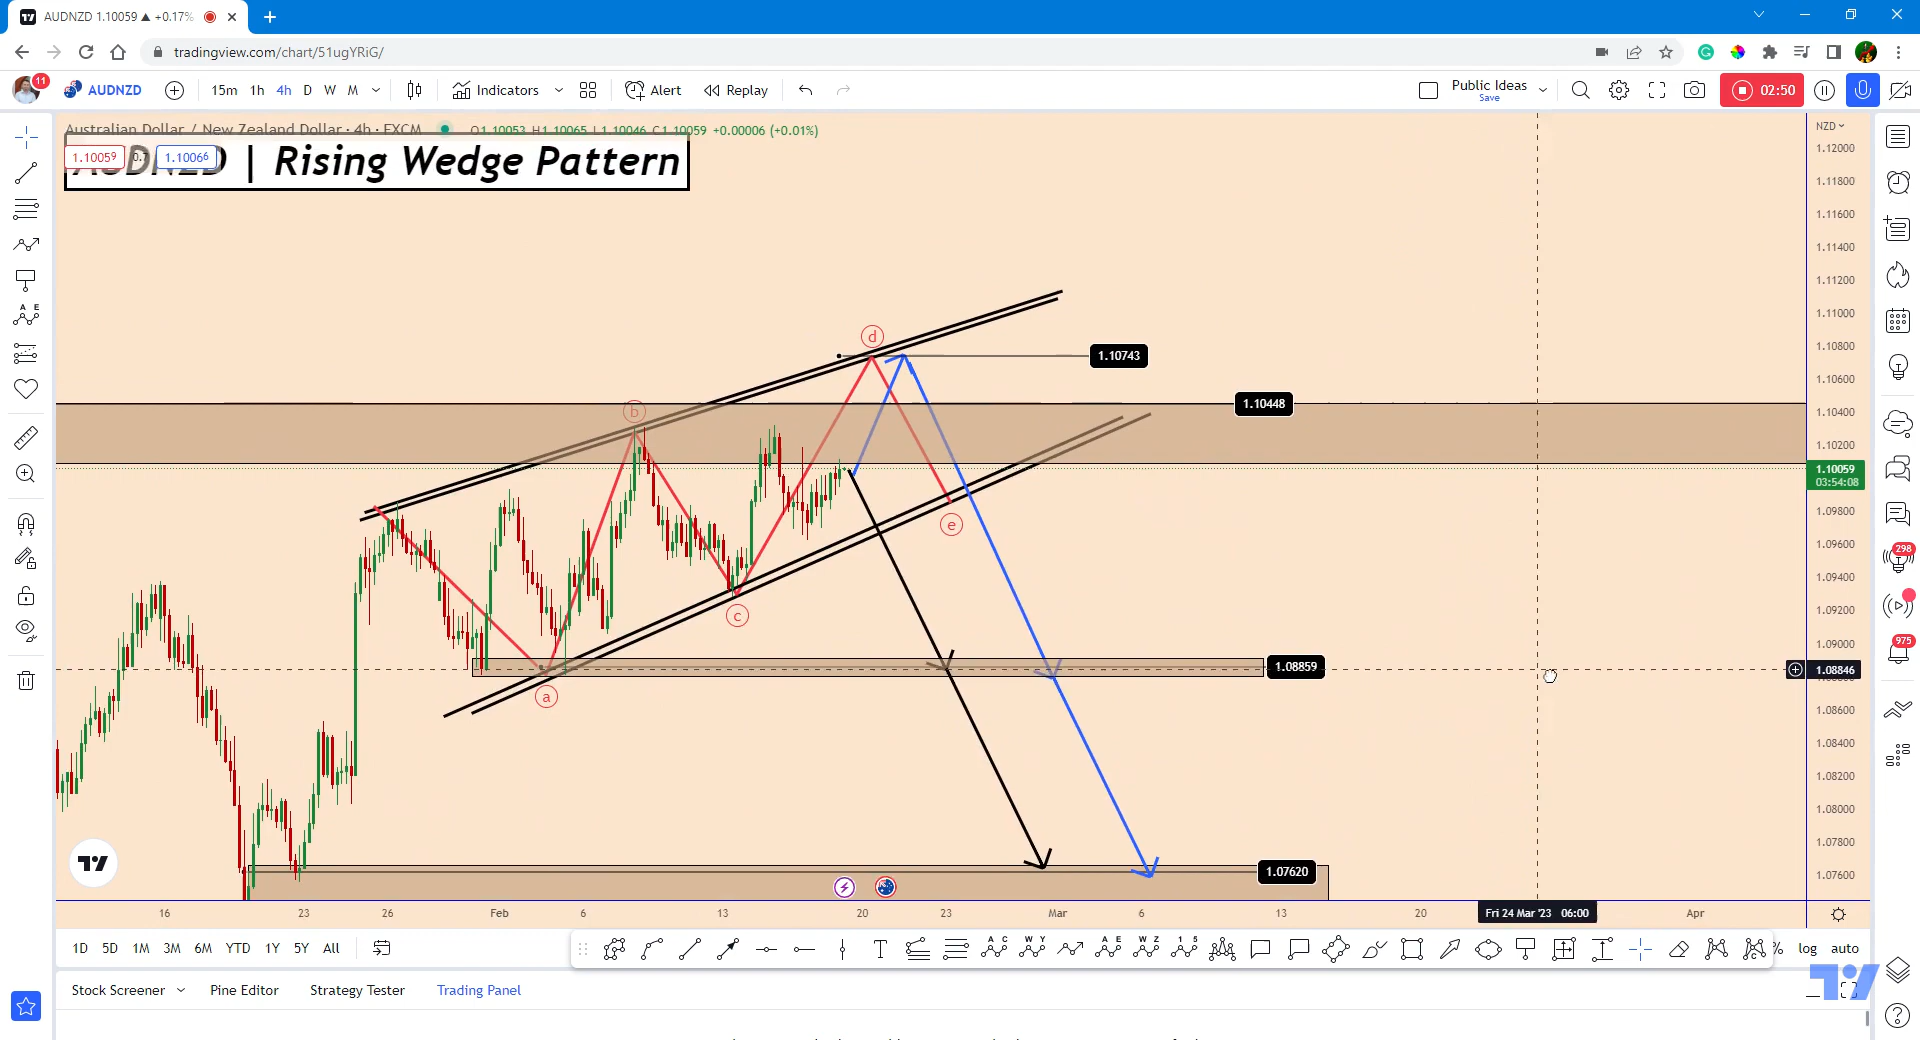 AUDNZD 1.10059 ▲ +0.17%
tradingview.com/chart/51ugYRiG/
11
AUDNZD
15m 1h 4h D W M
Indicators
Alert
Replay
Public Ideas
Save
02:50
Australian Dollar / New Zealand Dollar · 4h · FXCM O1.10053 H1.10065 L1.10046 C1.10059 +0.00006 (+0.01%)
AUDNZD | Rising Wedge Pattern
1.10059 0.7 1.10066
NZD
1.12000
1.11800
1.11600
1.11400
1.11200
1.11000
1.10800
1.10600
1.10400
1.10200
1.10059
03:54:08
1.09800
1.09600
1.09400
1.09200
1.09000
1.08846
1.08600
1.08400
1.08200
1.08000
1.07800
1.07600
d
1.10743
1.10448
b
e
c
1.08859
a
1.07620
298
975
16 23 26 Feb 6 13 20 23 Mar 6 13 20 Fri 24 Mar '23 06:00 Apr
1D 5D 1M 3M 6M YTD 1Y 5Y All
% log auto
Stock Screener Pine Editor Strategy Tester Trading Panel